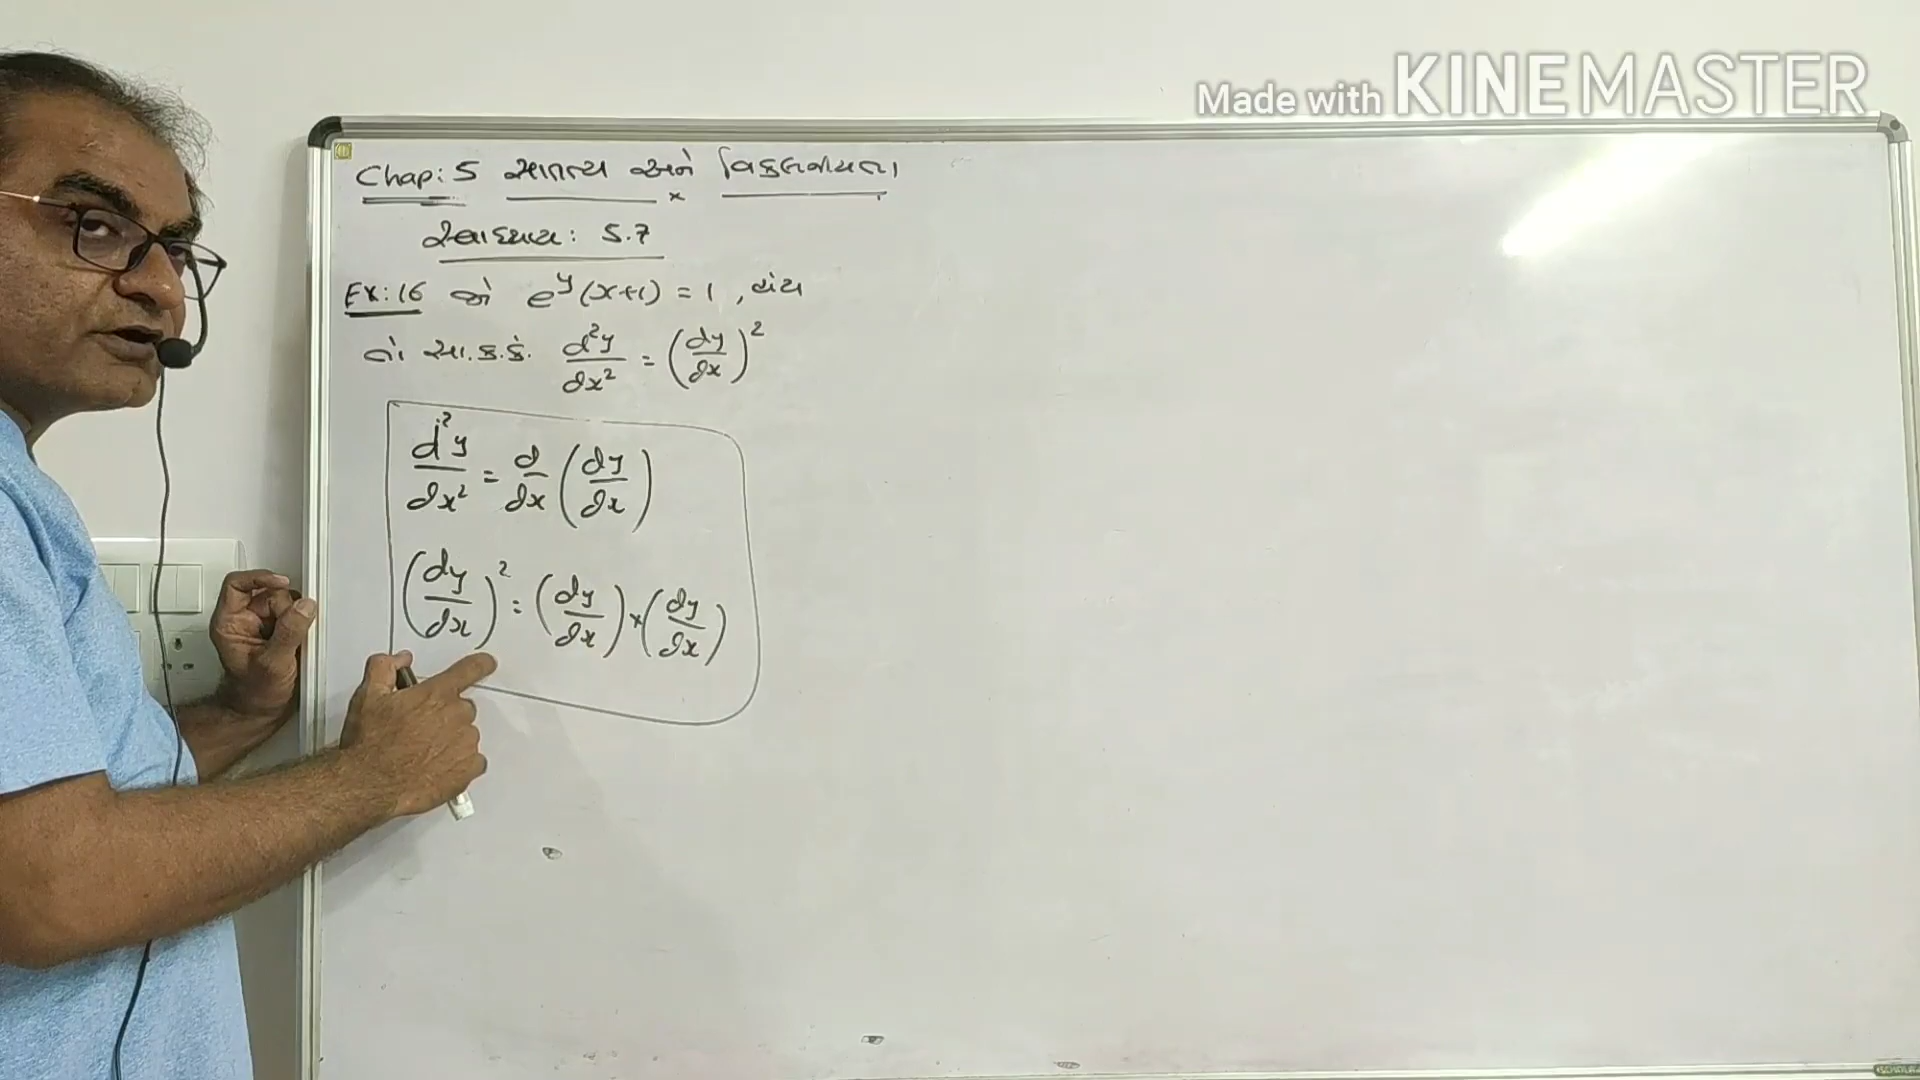 Made with KINEMASTER
Chap: 5 સાતત્ય અને વિકલનીયતા
સ્વાધ્યાય: 5.7
Ex: 16 જો e^y (x+1) = 1, હોય
તો સા.ક.કે. d²y/dx² = (dy/dx)²
d²y/dx² = d/dx (dy/dx)
(dy/dx)² = (dy/dx) × (dy/dx)